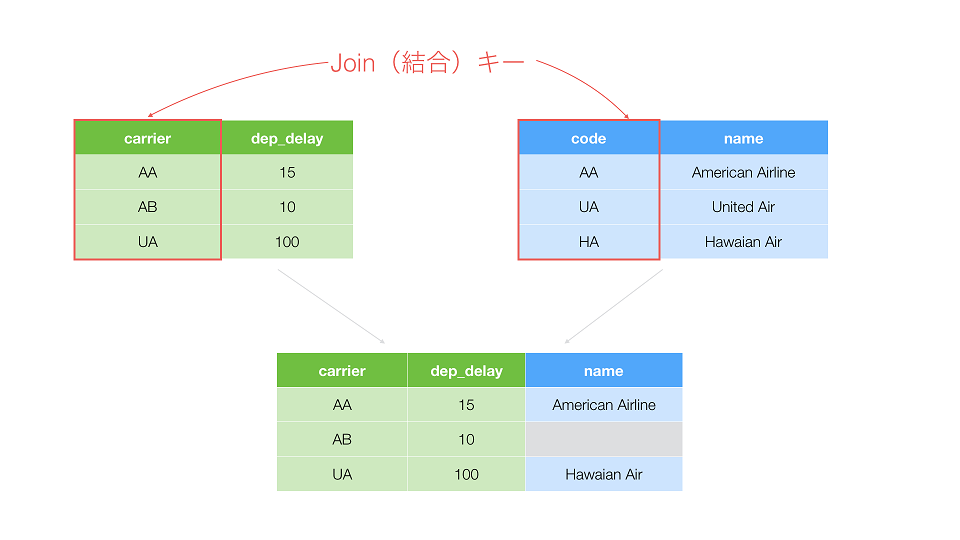 Join（結合）キー
carrier dep_delay
AA 15
AB 10
UA 100
code name
AA American Airline
UA United Air
HA Hawaian Air
carrier dep_delay name
AA 15 American Airline
AB 10
UA 100 Hawaian Air